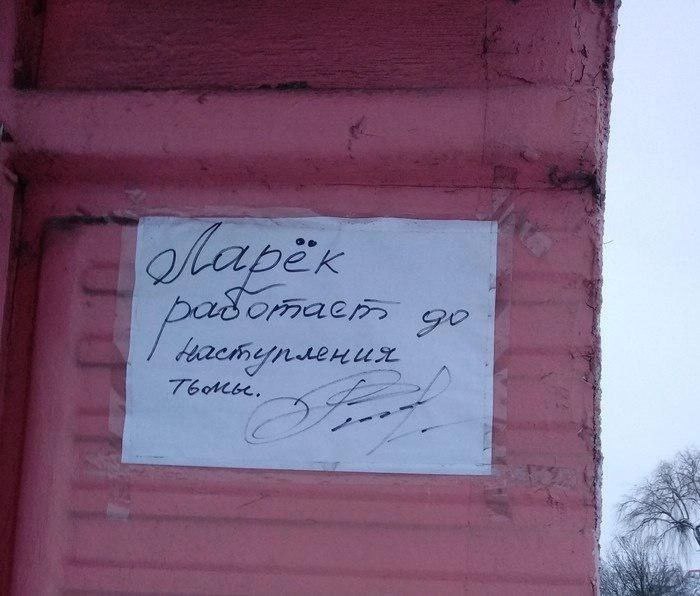 Ларёк
работает до
наступления
тьмы.